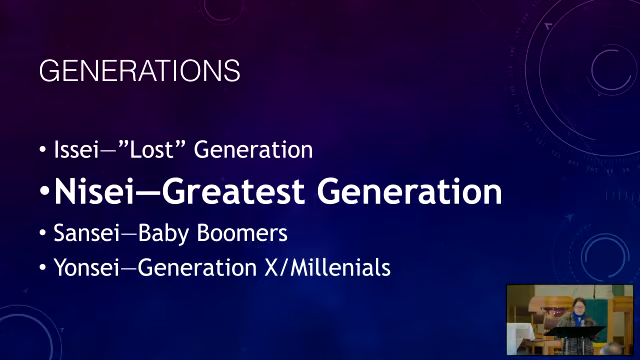 GENERATIONS
• Issei—”Lost” Generation
•Nisei—Greatest Generation
• Sansei—Baby Boomers
• Yonsei—Generation X/Millenials